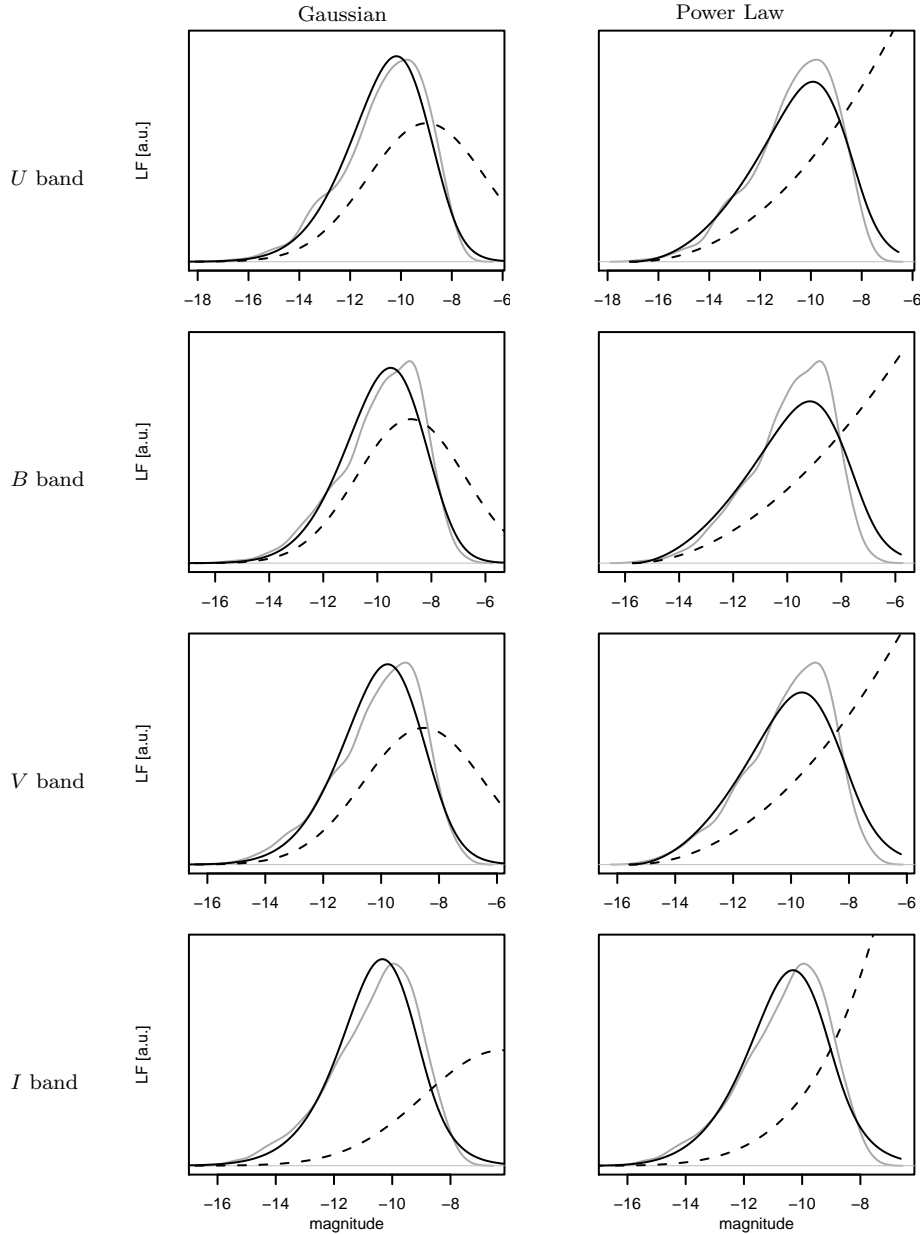 Gaussian
Power Law
U band
LF [a.u.]
−18 −16 −14 −12 −10 −8 −6
−18 −16 −14 −12 −10 −8 −6
B band
LF [a.u.]
−16 −14 −12 −10 −8 −6
−16 −14 −12 −10 −8 −6
V band
LF [a.u.]
−16 −14 −12 −10 −8 −6
−16 −14 −12 −10 −8 −6
I band
LF [a.u.]
−16 −14 −12 −10 −8
−16 −14 −12 −10 −8
magnitude
magnitude